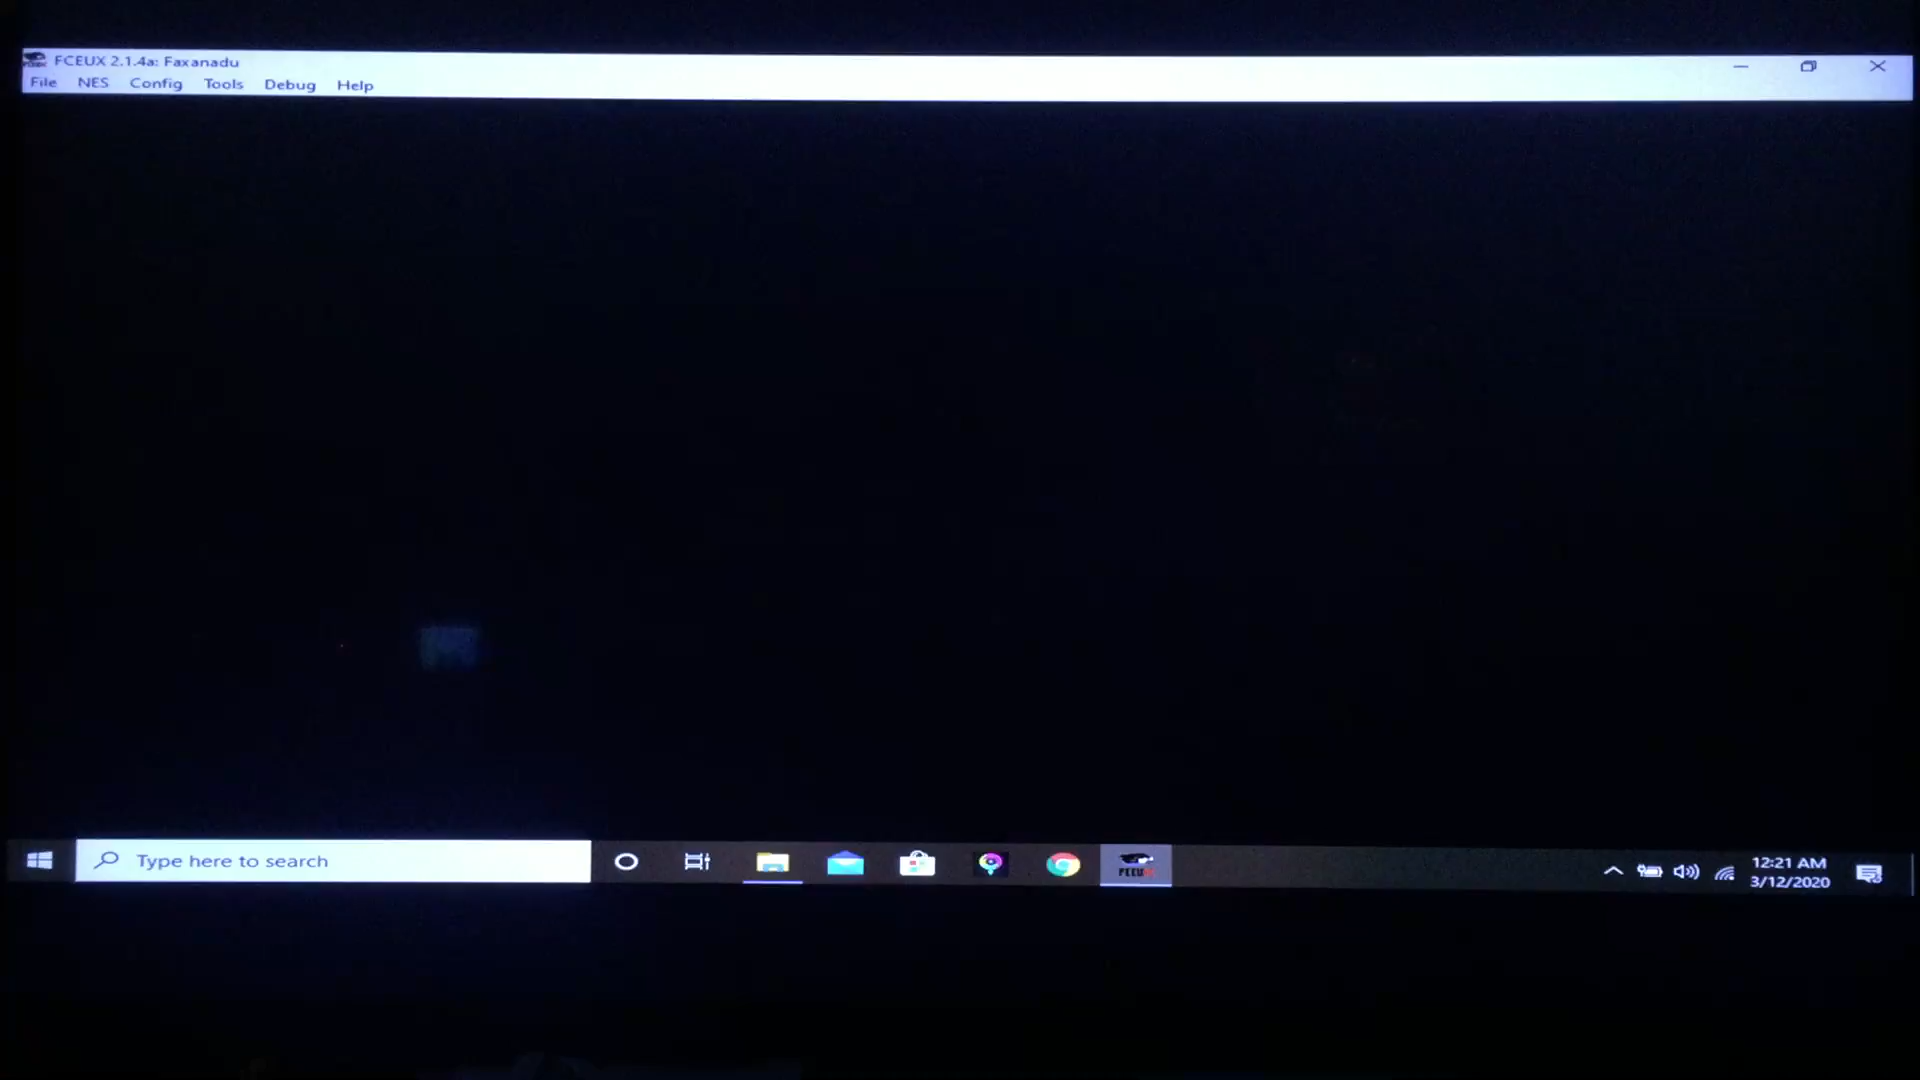 FCEUX 2.1.4a: Faxanadu
File NES Config Tools Debug Help
Type here to search
FCEUX
12:21 AM
3/12/2020